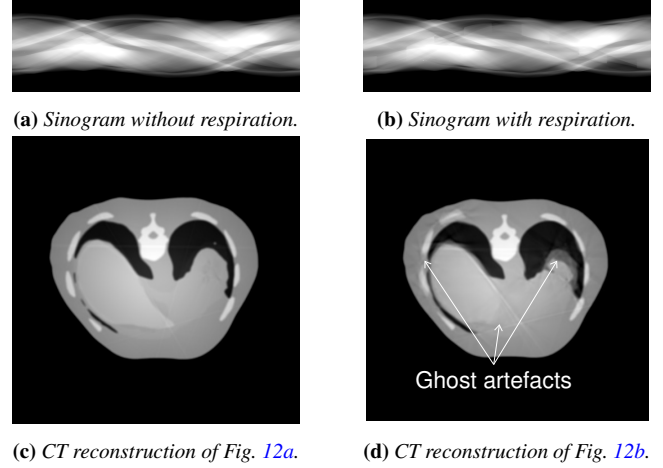 (a) Sinogram without respiration.
(b) Sinogram with respiration.
Ghost artefacts
(c) CT reconstruction of Fig. 12a.
(d) CT reconstruction of Fig. 12b.